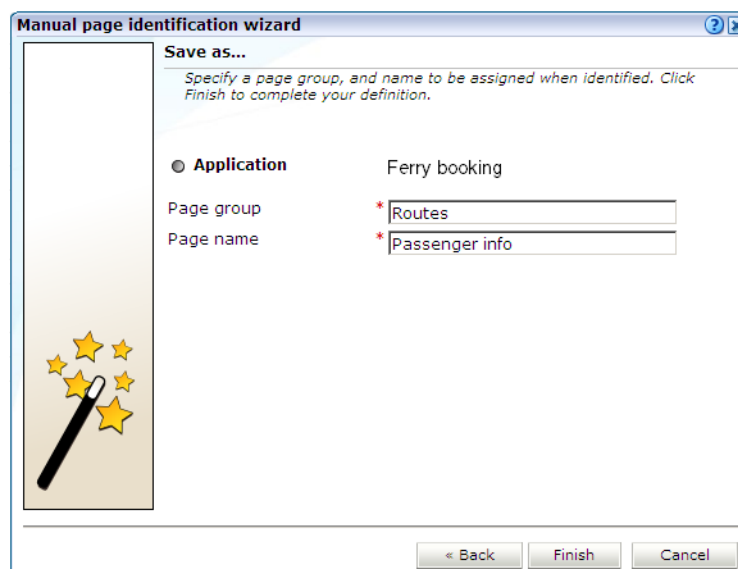 Manual page identification wizard
Save as...
Specify a page group, and name to be assigned when identified. Click
Finish to complete your definition.
Application Ferry booking
Page group * Routes
Page name * Passenger info
« Back Finish Cancel